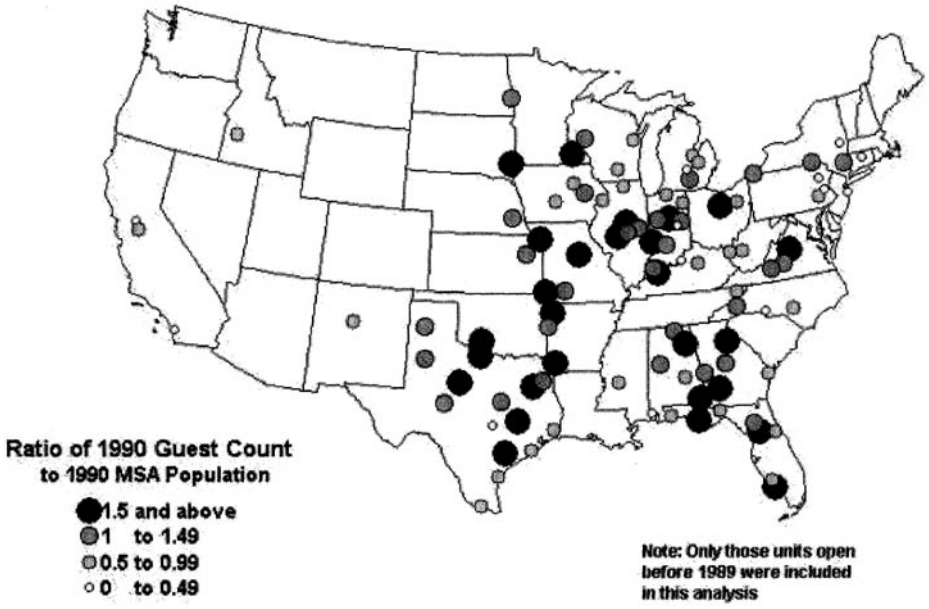 Ratio of 1990 Guest Count
to 1990 MSA Population
1.5 and above
1 to 1.49
0.5 to 0.99
0 to 0.49
Note: Only those units open
before 1989 were included
in this analysis